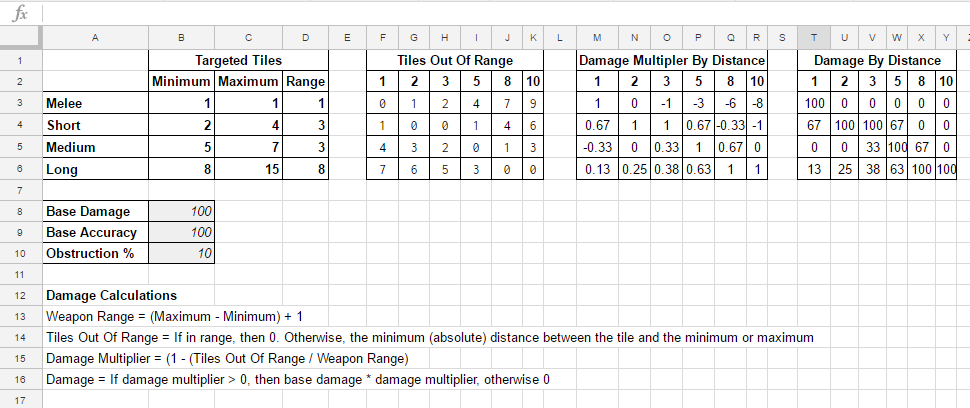 fx
A B C D E F G H I J K L M N O P Q R S T U V W X Y
1 Targeted Tiles Tiles Out Of Range Damage Multipler By Distance Damage By Distance
2 Minimum Maximum Range 1 2 3 5 8 10 1 2 3 5 8 10 1 2 3 5 8 10
3 Melee 1 1 1 0 1 2 4 7 9 1 0 -1 -3 -6 -8 100 0 0 0 0 0
4 Short 2 4 3 1 0 0 1 4 6 0.67 1 1 0.67 -0.33 -1 67 100 100 67 0 0
5 Medium 5 7 3 4 3 2 0 1 3 -0.33 0 0.33 1 0.67 0 0 0 33 100 67 0
6 Long 8 15 8 7 6 5 3 0 0 0.13 0.25 0.38 0.63 1 1 13 25 38 63 100 100
7
8 Base Damage 100
9 Base Accuracy 100
10 Obstruction % 10
11
12 Damage Calculations
13 Weapon Range = (Maximum - Minimum) + 1
14 Tiles Out Of Range = If in range, then 0. Otherwise, the minimum (absolute) distance between the tile and the minimum or maximum
15 Damage Multiplier = (1 - (Tiles Out Of Range / Weapon Range)
16 Damage = If damage multiplier > 0, then base damage * damage multiplier, otherwise 0
17